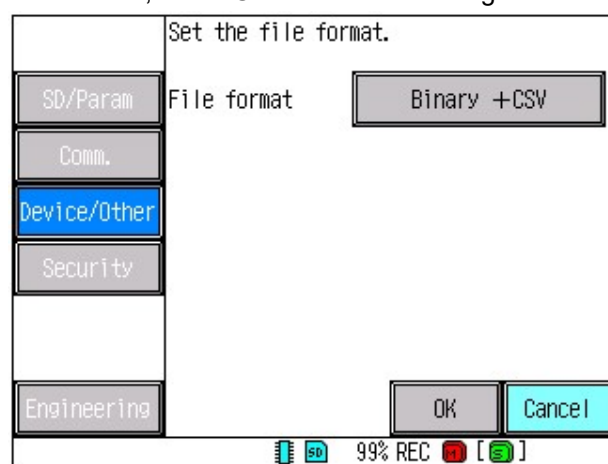 Set the file format.
SD/Param
File format
Binary +CSV
Comm.
Device/Other
Security
Engineering
OK
Cancel
SD 99% REC M [S]